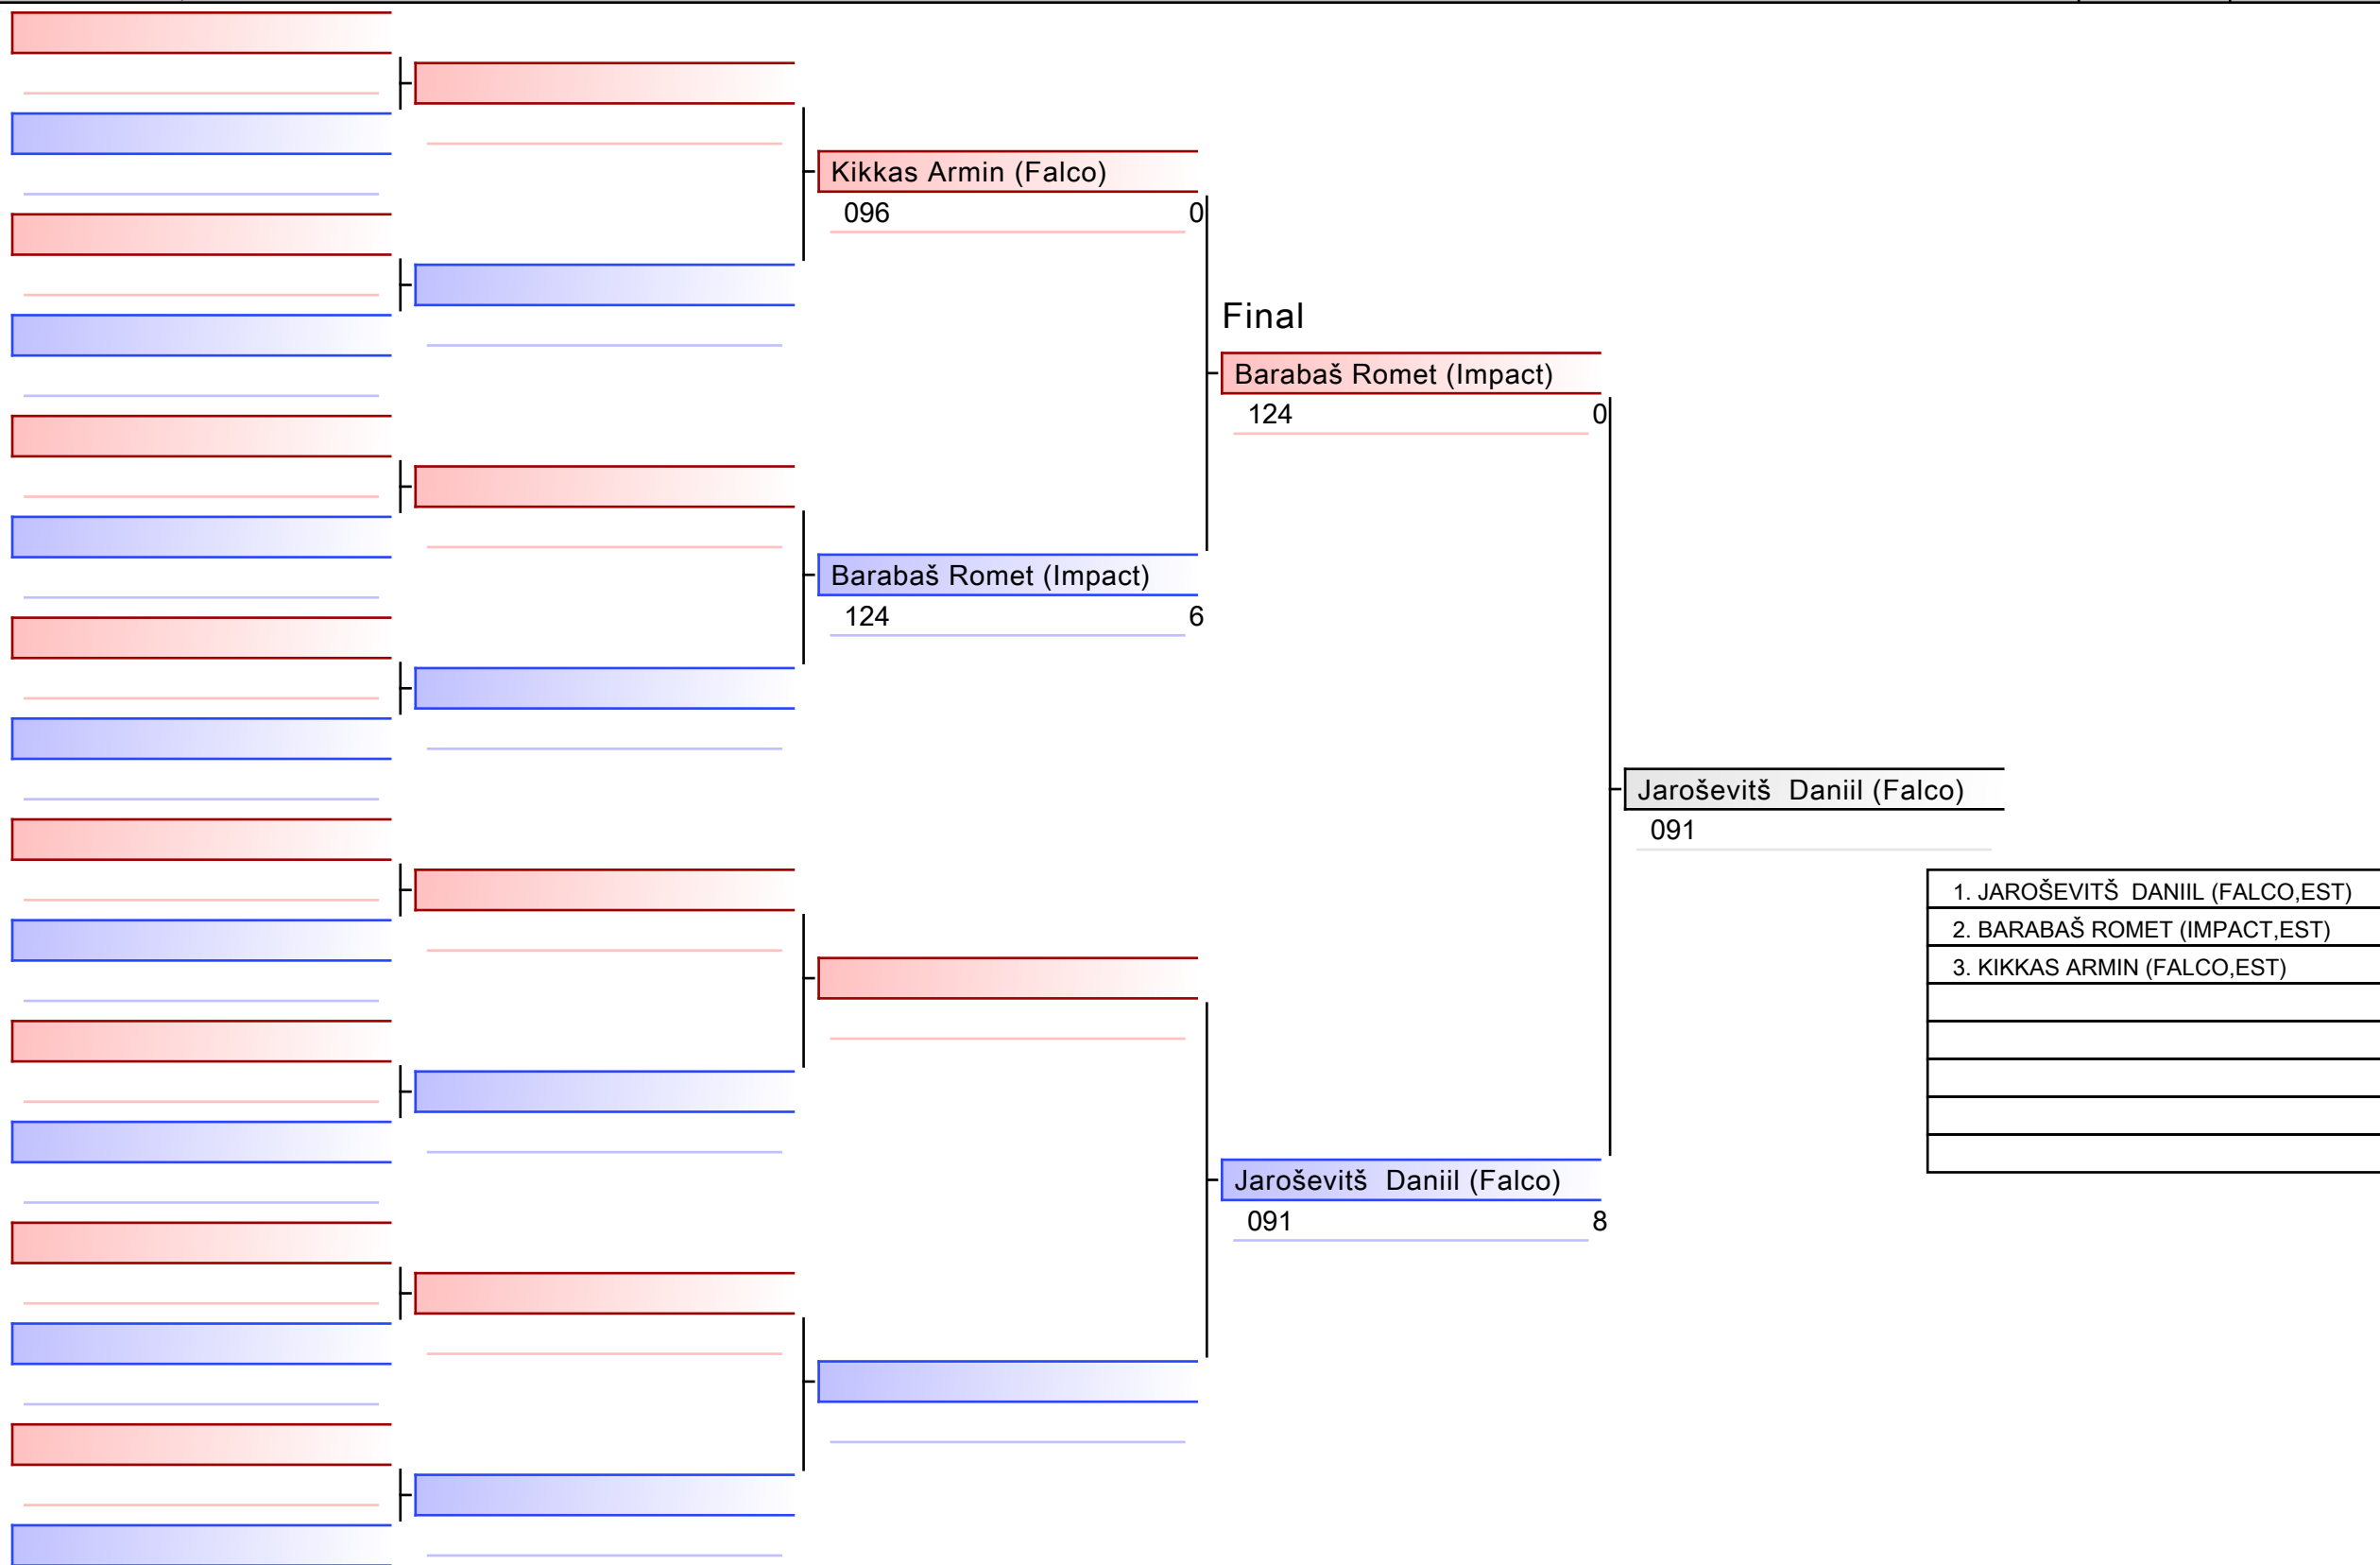 Kikkas Armin (Falco)
096 0
Final
Barabaš Romet (Impact)
124 0
Barabaš Romet (Impact)
124 6
Jaroševitš  Daniil (Falco)
091
1. JAROŠEVITŠ  DANIIL (FALCO,EST)
2. BARABAŠ ROMET (IMPACT,EST)
3. KIKKAS ARMIN (FALCO,EST)
Jaroševitš  Daniil (Falco)
091 8